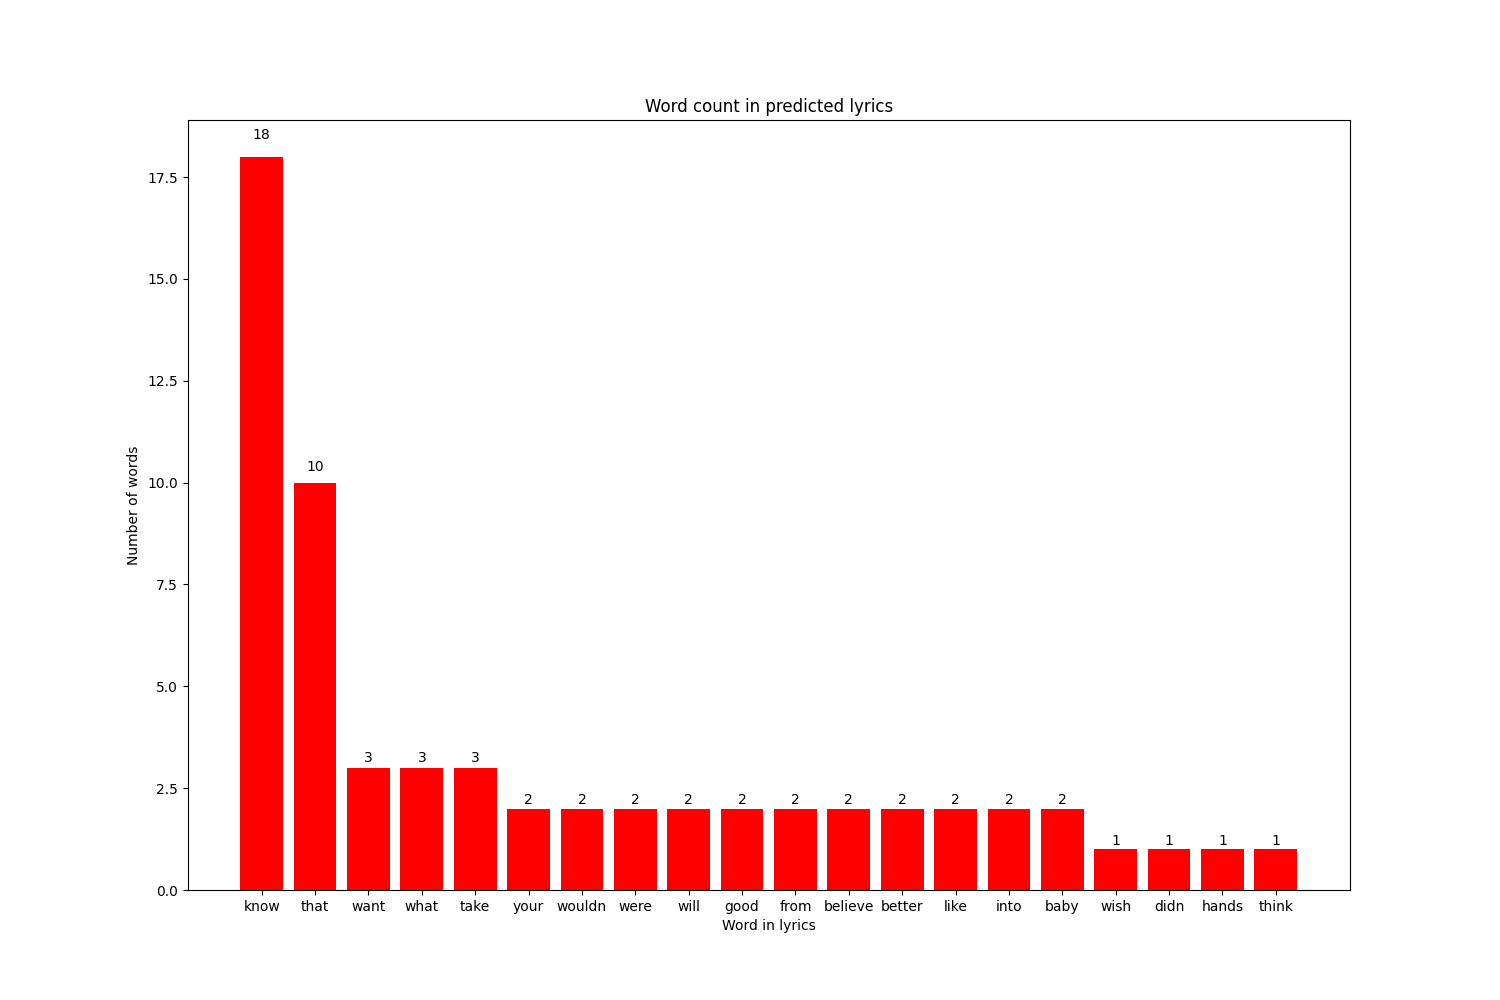 Word count in predicted lyrics
18
17.5
15.0
12.5
10
10.0
Number of words
7.5
5.0
3 3 3
2.5
2 2 2 2 2 2 2 2 2 2 2
1 1 1 1
0.0
know that want what take your wouldn were will good from believe better like into baby wish didn hands think
Word in lyrics